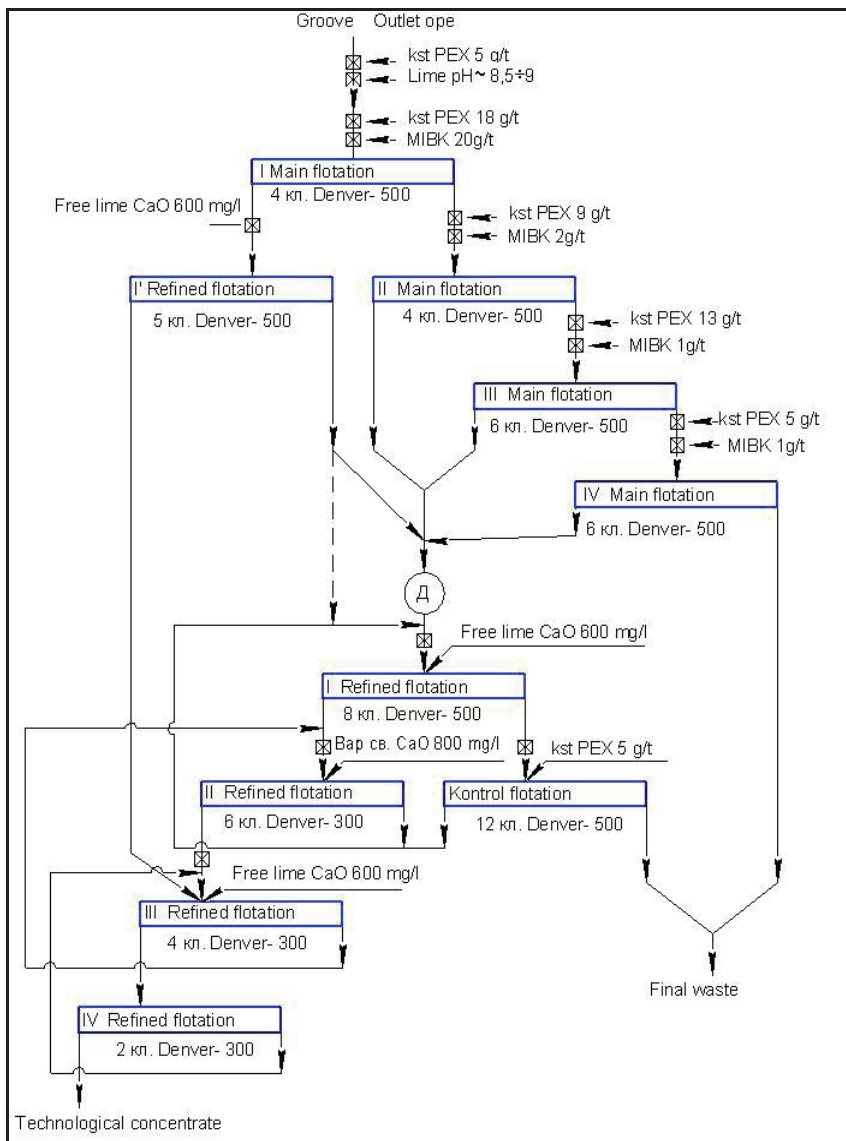 Groove Outlet ope
kst PEX 5 g/t
Lime pH~ 8,5÷9
kst PEX 18 g/t
MIBK 20g/t
I Main flotation
4 кл. Denver- 500
Free lime CaO 600 mg/l
kst PEX 9 g/t
MIBK 2g/t
I' Refined flotation
II Main flotation
5 кл. Denver- 500
4 кл. Denver- 500
kst PEX 13 g/t
MIBK 1g/t
III Main flotation
6 кл. Denver- 500
kst PEX 5 g/t
MIBK 1g/t
IV Main flotation
6 кл. Denver- 500
Д
Free lime CaO 600 mg/l
I Refined flotation
8 кл. Denver- 500
Вар св. CaO 800 mg/l
kst PEX 5 g/t
II Refined flotation
Kontrol flotation
6 кл. Denver- 300
12 кл. Denver- 500
Free lime CaO 600 mg/l
III Refined flotation
4 кл. Denver- 300
Final waste
IV Refined flotation
2 кл. Denver- 300
Technological concentrate